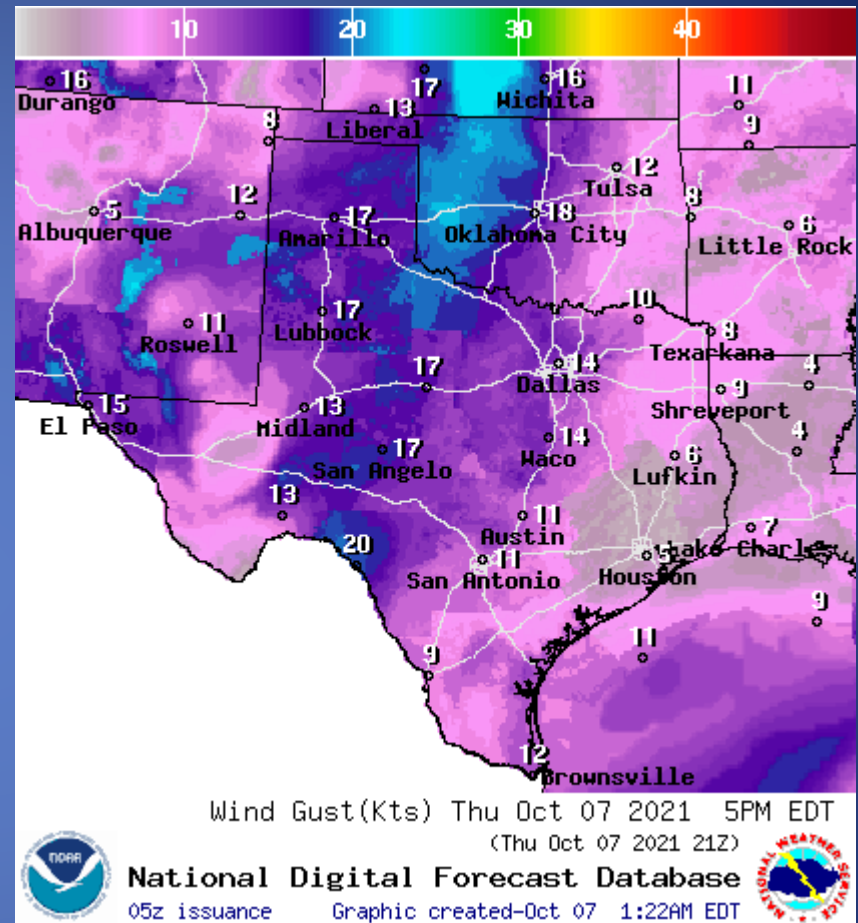 10 20 30 40
16 17 16 11
Durango Wichita
13
Liberal
8 9
12
Tulsa
5 12 17 18 8 6
Albuquerque Amarillo Oklahoma City Little Rock
11 17 10 8
Roswell Lubbock Texarkana
17 14 9 4
Dallas Shreveport
15 13
El Paso Midland
17 14 6 4
San Angelo Waco Lufkin
13 11 7
Austin Lake Charl
20 11
San Antonio Houston
9
11
9
12
Brownsville
Wind Gust(Kts) Thu Oct 07 2021 5PM EDT
(Thu Oct 07 2021 21Z)
NOAA
NATIONAL WEATHER SERVICE
National Digital Forecast Database
05z issuance Graphic created-Oct 07 1:22AM EDT